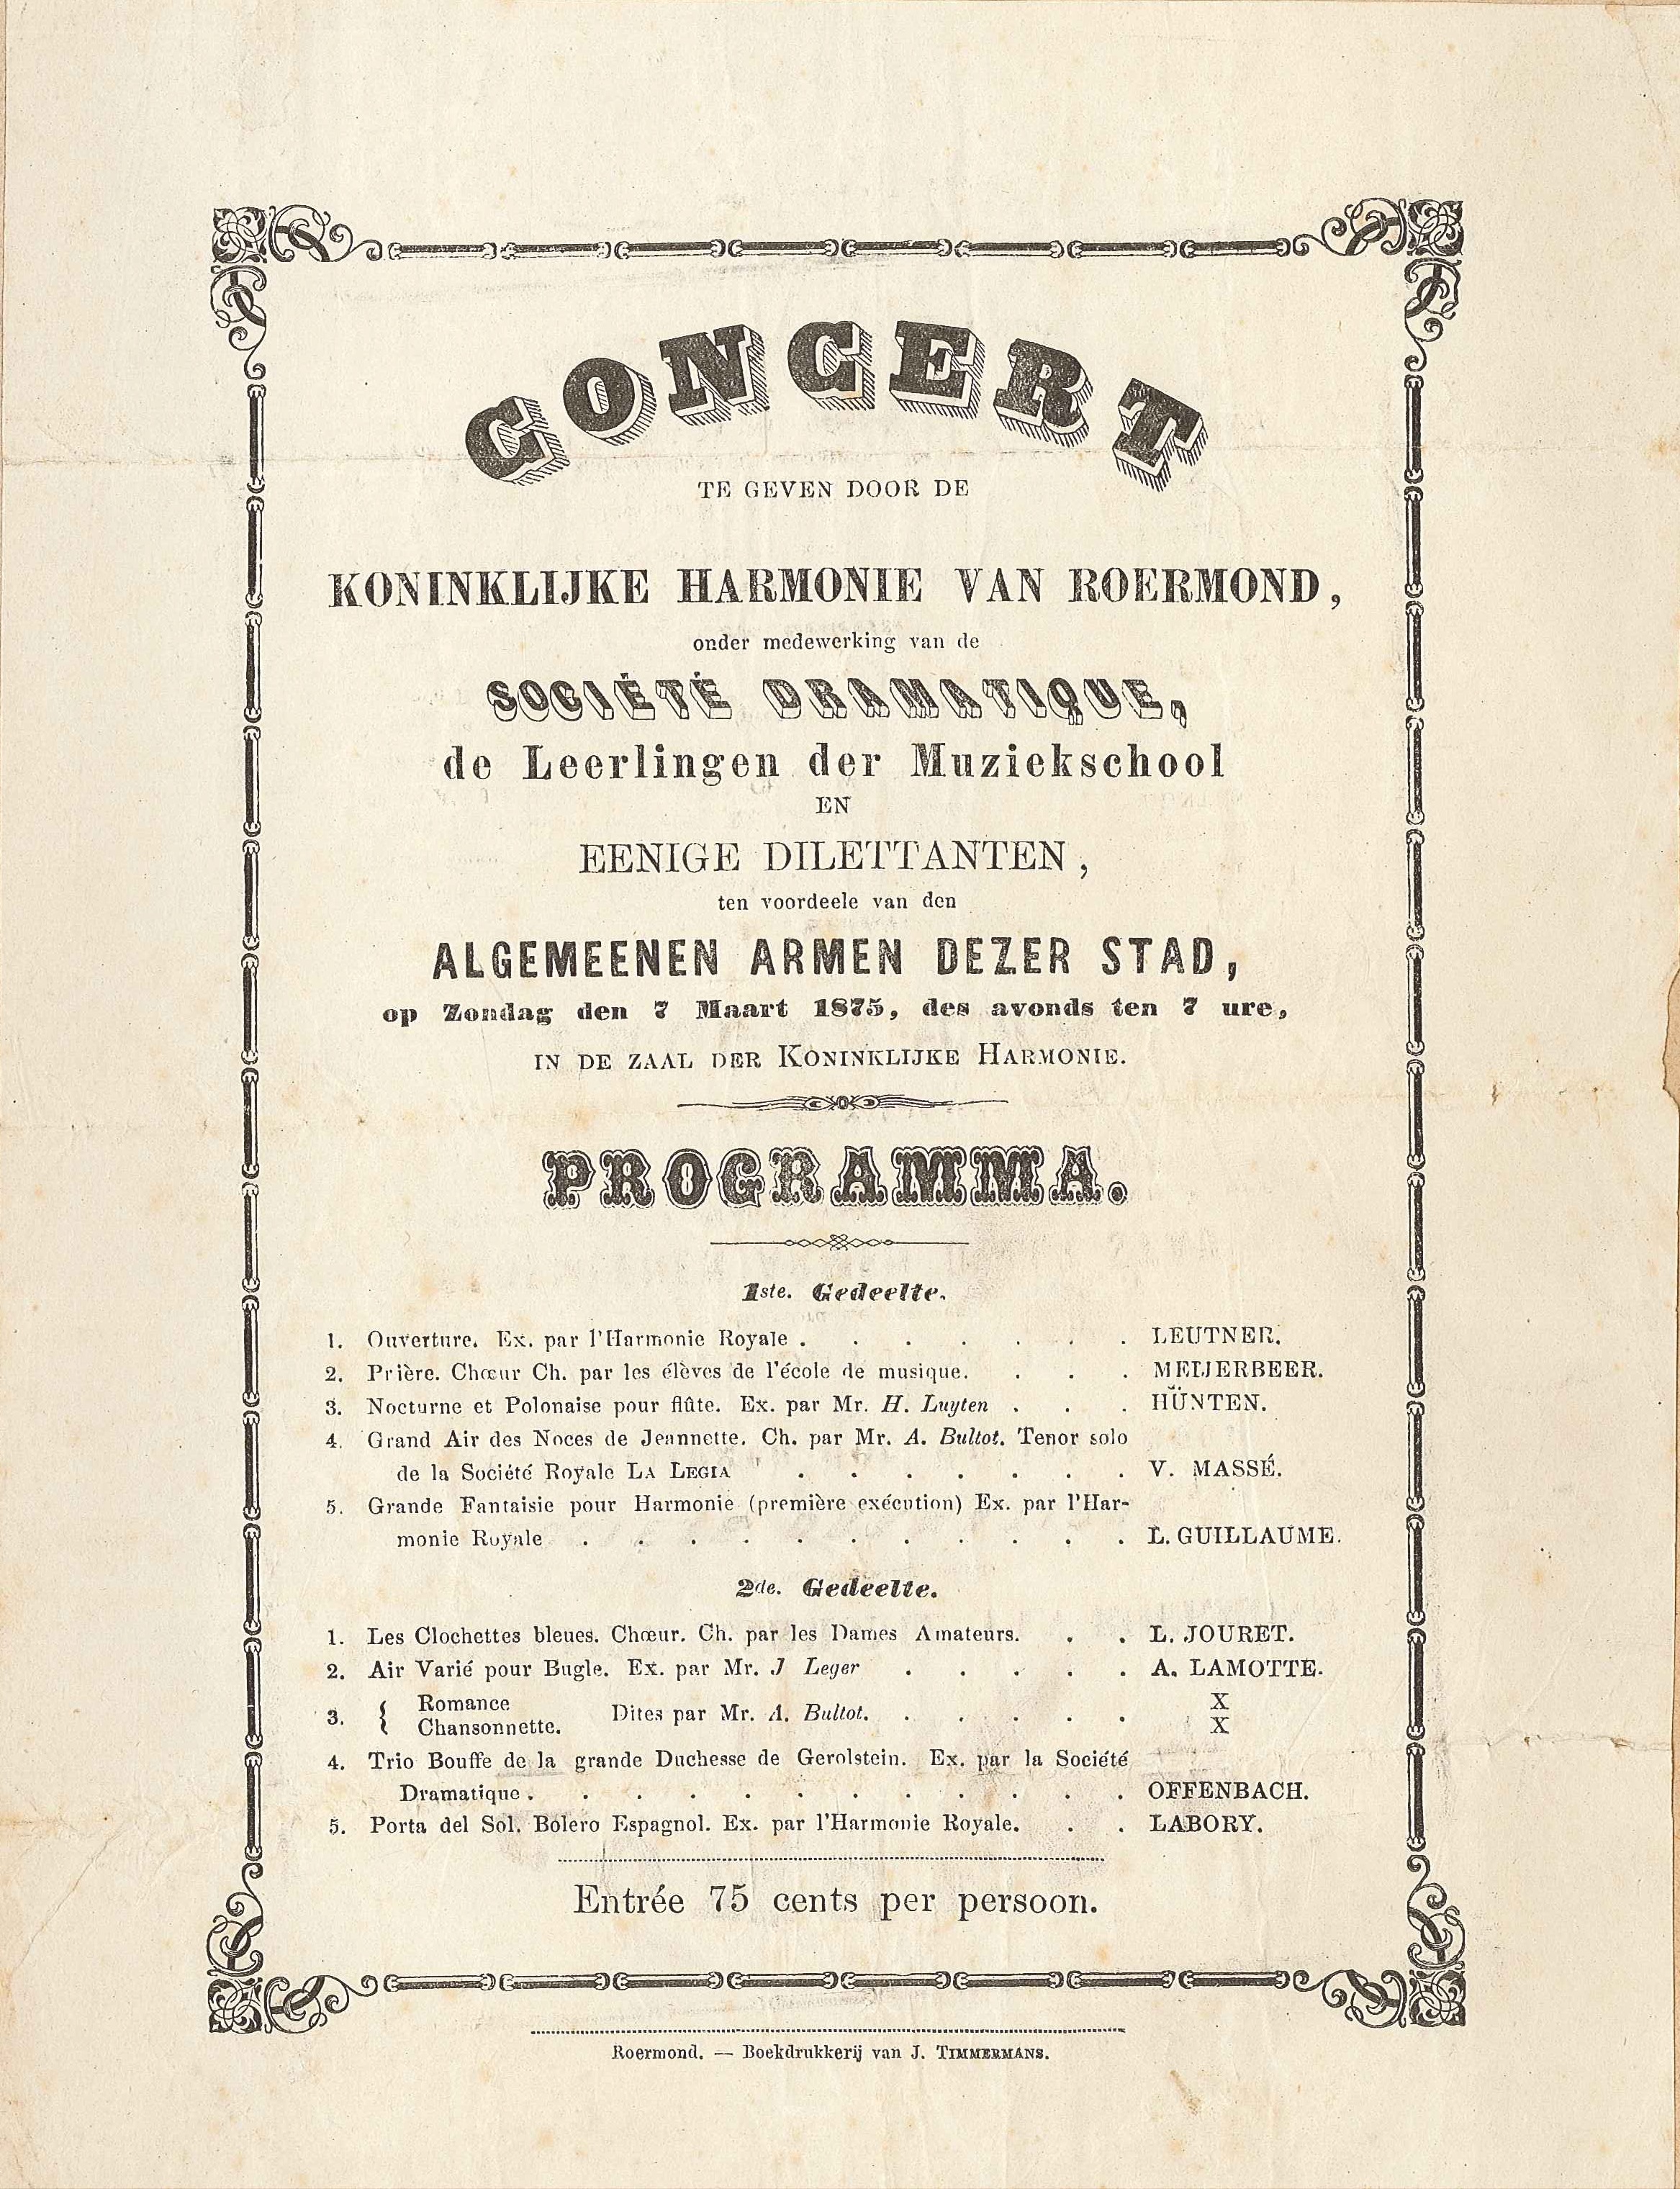 CONCERT
TE GEVEN DOOR DE
KONINKLIJKE HARMONIE VAN ROERMOND,
onder medewerking van de
SOCIÉTÉ DRAMATIQUE,
de Leerlingen der Muziekschool
EN
EENIGE DILETTANTEN,
ten voordeele van den
ALGEMEENEN ARMEN DEZER STAD,
op Zondag den 7 Maart 1875, des avonds ten 7 ure,
IN DE ZAAL DER KONINKLIJKE HARMONIE.
PROGRAMMA.
1ste. Gedeelte.
1. Ouverture. Ex. par l'Harmonie Royale . . . . . . . LEUTNER.
2. Prière. Chœur Ch. par les élèves de l'école de musique. . . . MEIJERBEER.
3. Nocturne et Polonaise pour flûte. Ex. par Mr. H. Luyten . . . HÜNTEN.
4. Grand Air des Noces de Jeannette. Ch. par Mr. A. Bultot. Tenor solo
de la Société Royale LA LEGIA . . . . . . . V. MASSÉ.
5. Grande Fantaisie pour Harmonie (première exécution) Ex. par l'Har-
monie Royale . . . . . . . . . . . L. GUILLAUME.
2de. Gedeelte.
1. Les Clochettes bleues. Chœur. Ch. par les Dames Amateurs. . . L. JOURET.
2. Air Varié pour Bugle. Ex. par Mr. J Leyer . . . . . A. LAMOTTE.
3. { Romance X
Chansonnette. Dites par Mr. A. Bultot. . . . . . X
4. Trio Bouffe de la grande Duchesse de Gerolstein. Ex. par la Société
Dramatique . . . . . . . . . . . . OFFENBACH.
5. Porta del Sol. Bolero Espagnol. Ex. par l'Harmonie Royale. . . LABORY.
Entrée 75 cents per persoon.
Roermond. — Boekdrukkerij van J. TIMMERMANS.